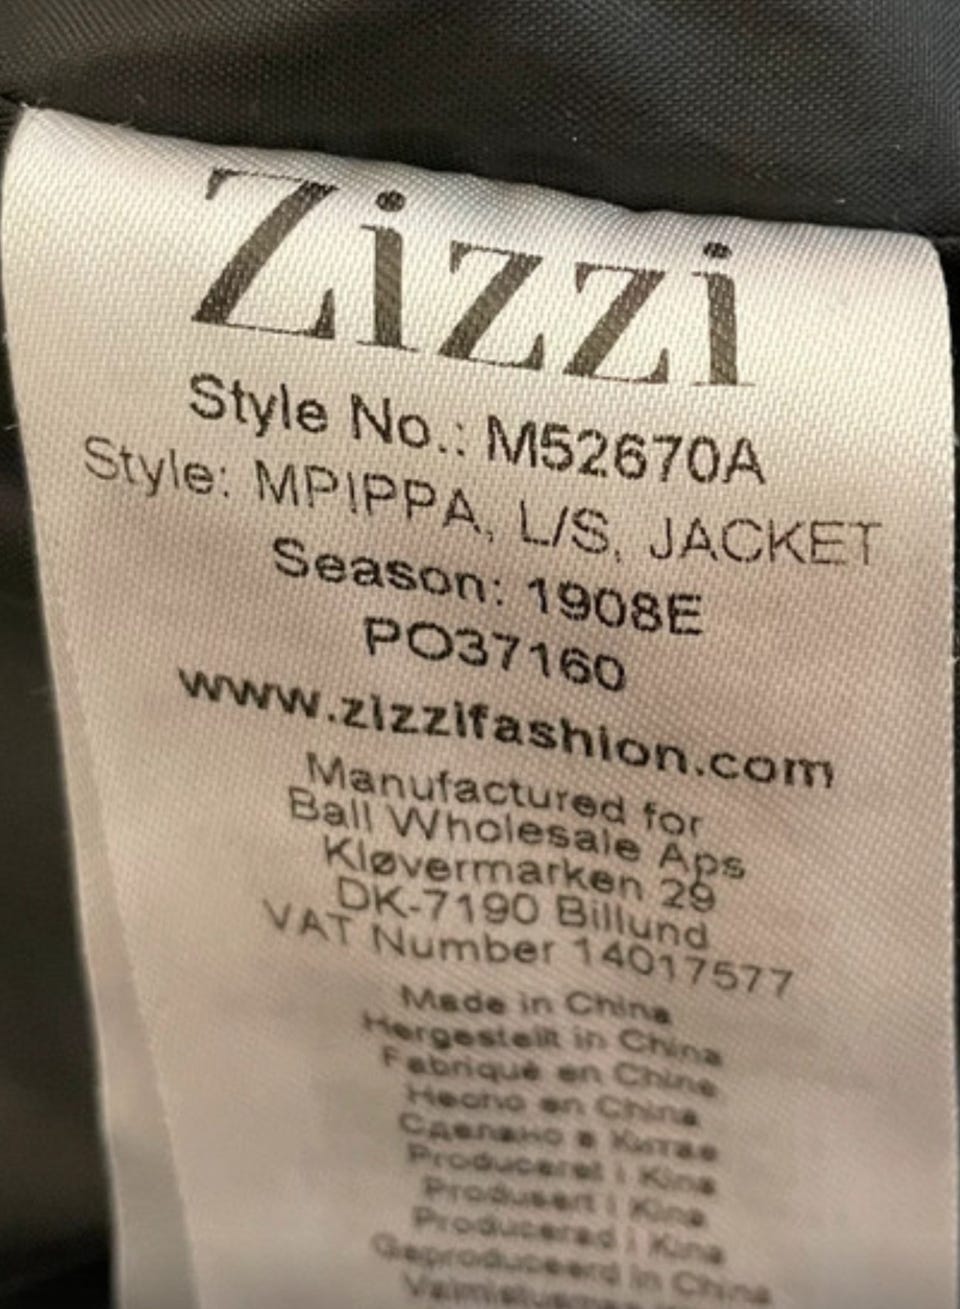 Zizzi
Style No.: M52670A
Style: MPIPPA, L/S, JACKET
Season: 1908E
PO37160
www.zizzifashion.com
Manufactured for
Ball Wholesale Aps
Kløvermarken 29
DK-7190 Billund
VAT Number 14017577
Made in China
Hergestellt in China
Fabriqué en Chine
Hecho en China
Сделано в Китае
Produceret i Kina
Produsert i Kina
Producerad i Kina
Geproduceerd in China